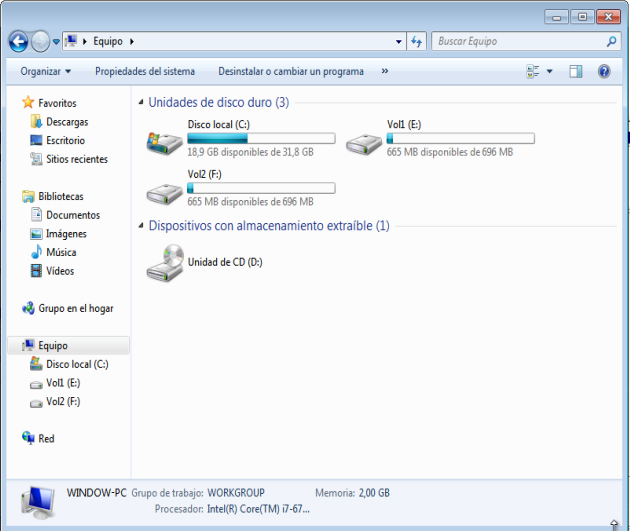 Equipo
Buscar Equipo
Organizar Propiedades del sistema Desinstalar o cambiar un programa »
Favoritos
Descargas
Escritorio
Sitios recientes
Bibliotecas
Documentos
Imágenes
Música
Vídeos
Grupo en el hogar
Equipo
Disco local (C:)
Vol1 (E:)
Vol2 (F:)
Red
Unidades de disco duro (3)
Disco local (C:)
18,9 GB disponibles de 31,8 GB
Vol1 (E:)
665 MB disponibles de 696 MB
Vol2 (F:)
665 MB disponibles de 696 MB
Dispositivos con almacenamiento extraíble (1)
Unidad de CD (D:)
WINDOW-PC Grupo de trabajo: WORKGROUP Memoria: 2,00 GB
Procesador: Intel(R) Core(TM) i7-67...